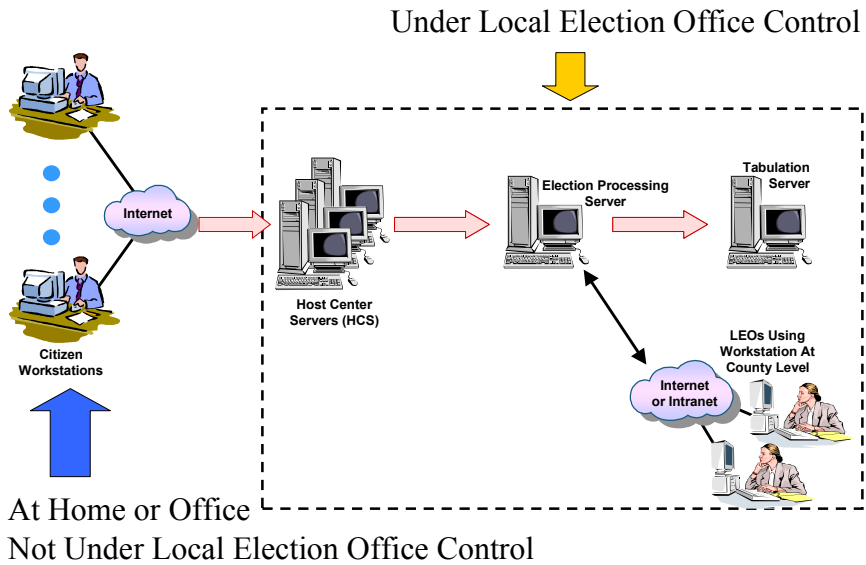 Under Local Election Office Control
Tabulation
Server
Election Processing
Server
Internet
Host Center
Servers (HCS)
Citizen
Workstations
LEOs Using
Workstation At
County Level
Internet
or Intranet
At Home or Office
Not Under Local Election Office Control